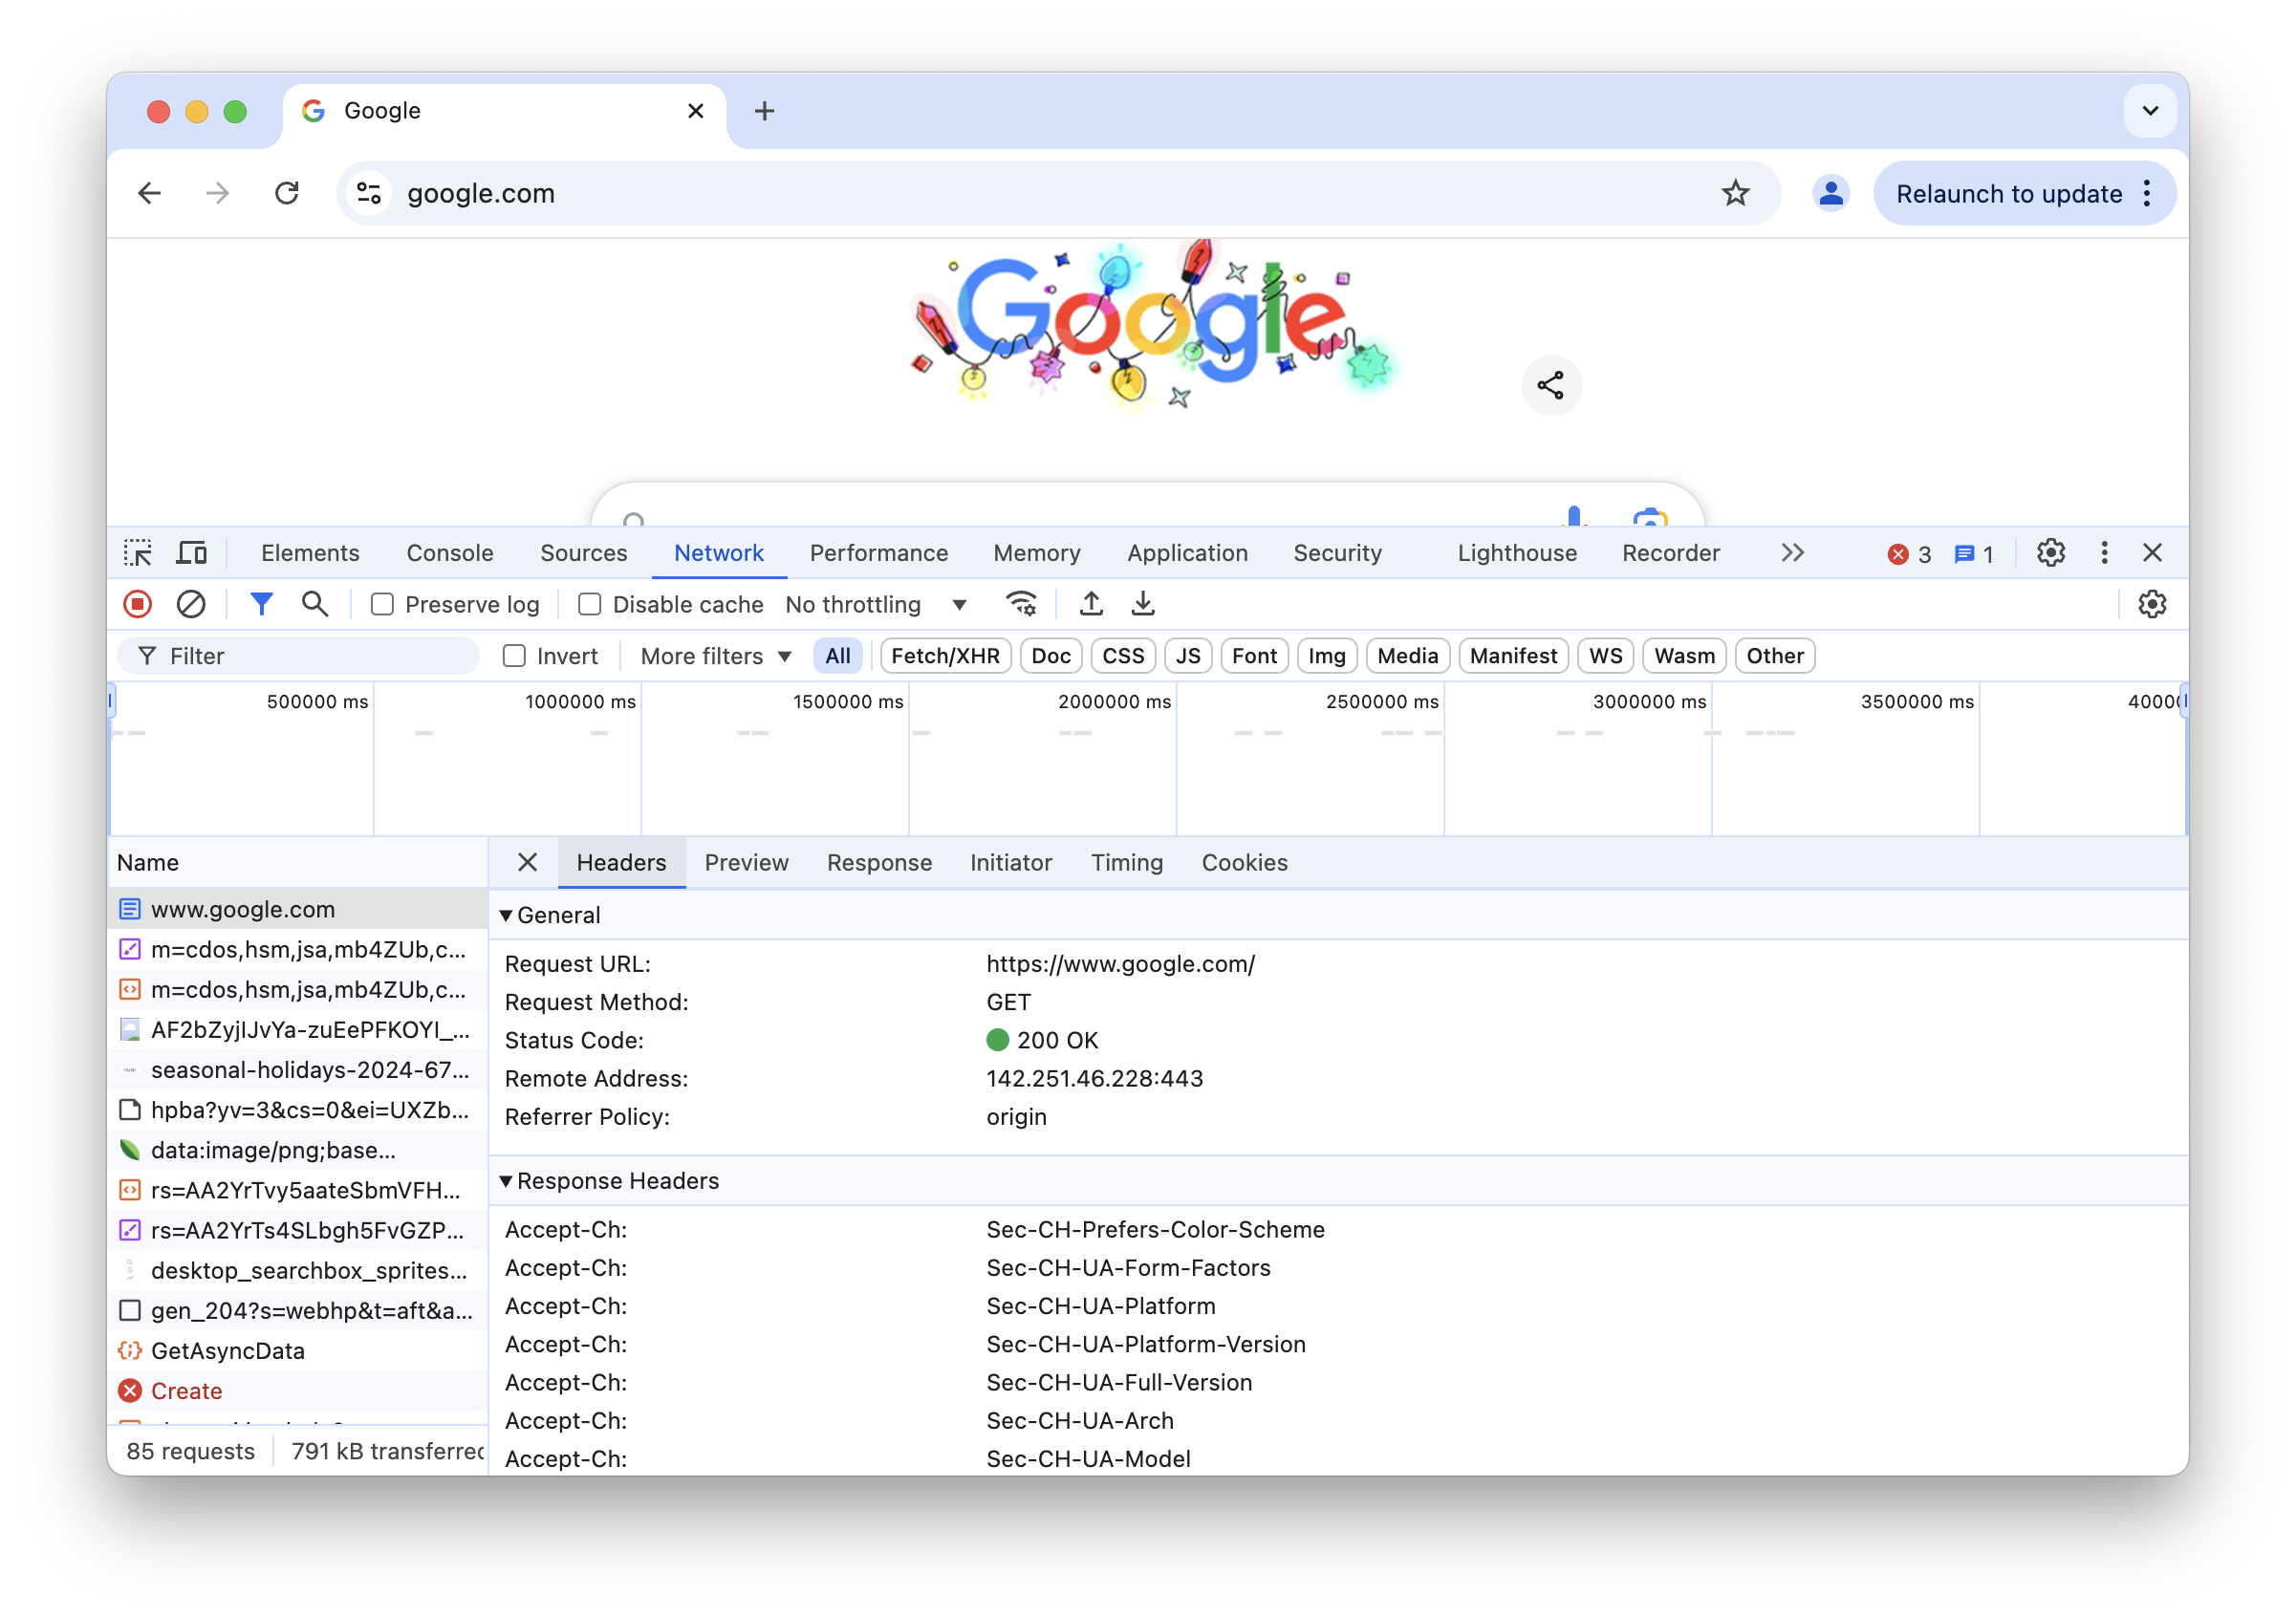 Google
google.com
Relaunch to update
Google
Elements Console Sources Network Performance Memory Application Security Lighthouse Recorder 3 1
Preserve log Disable cache No throttling
Filter Invert More filters All Fetch/XHR Doc CSS JS Font Img Media Manifest WS Wasm Other
500000 ms 1000000 ms 1500000 ms 2000000 ms 2500000 ms 3000000 ms 3500000 ms
Name
www.google.com
m=cdos,hsm,jsa,mb4ZUb,c...
m=cdos,hsm,jsa,mb4ZUb,c...
AF2bZyjIJvYa-zuEePFKOYI_...
seasonal-holidays-2024-67...
hpba?yv=3&cs=0&ei=UXZb...
data:image/png;base...
rs=AA2YrTvy5aateSbmVFH...
rs=AA2YrTs4SLbgh5FvGZP...
desktop_searchbox_sprites...
gen_204?s=webhp&t=aft&a...
GetAsyncData
Create
85 requests 791 kB transferred
Headers Preview Response Initiator Timing Cookies
General
Request URL: https://www.google.com/
Request Method: GET
Status Code: 200 OK
Remote Address: 142.251.46.228:443
Referrer Policy: origin
Response Headers
Accept-Ch: Sec-CH-Prefers-Color-Scheme
Accept-Ch: Sec-CH-UA-Form-Factors
Accept-Ch: Sec-CH-UA-Platform
Accept-Ch: Sec-CH-UA-Platform-Version
Accept-Ch: Sec-CH-UA-Full-Version
Accept-Ch: Sec-CH-UA-Arch
Accept-Ch: Sec-CH-UA-Model